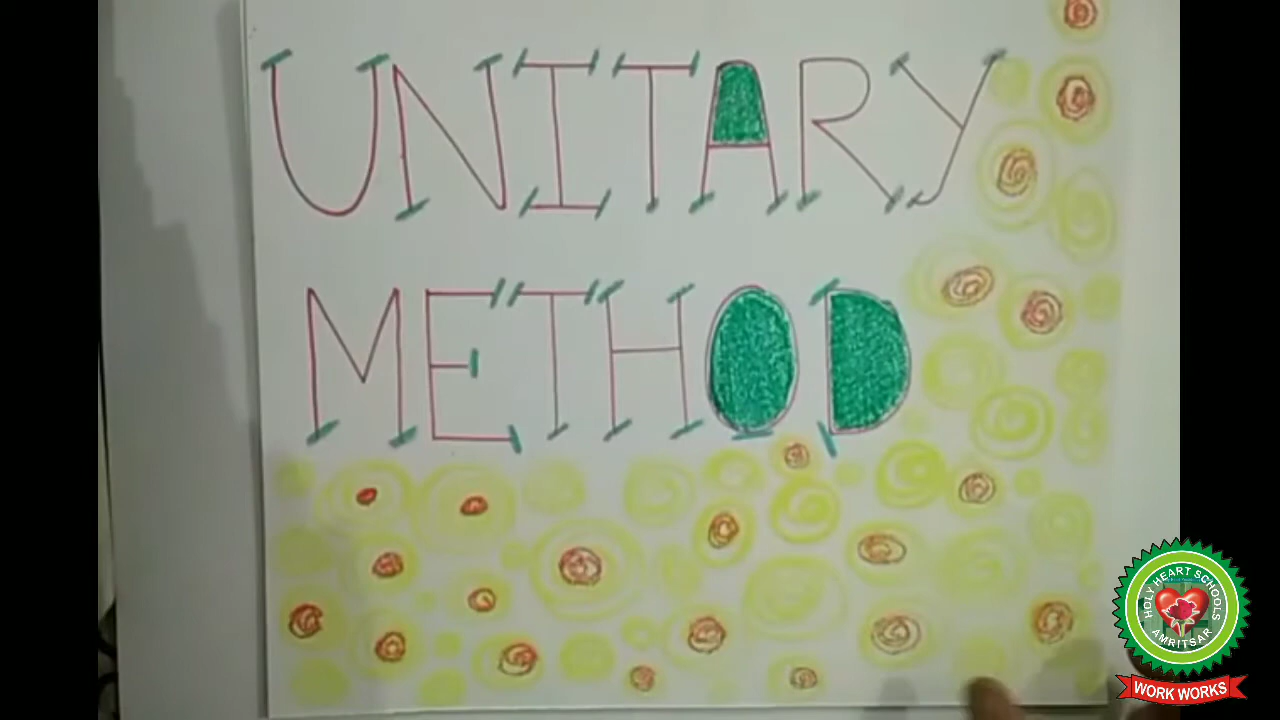 UNITARY
METHOD
HOLY HEART SCHOOLS
AMRITSAR
WORK WORKS